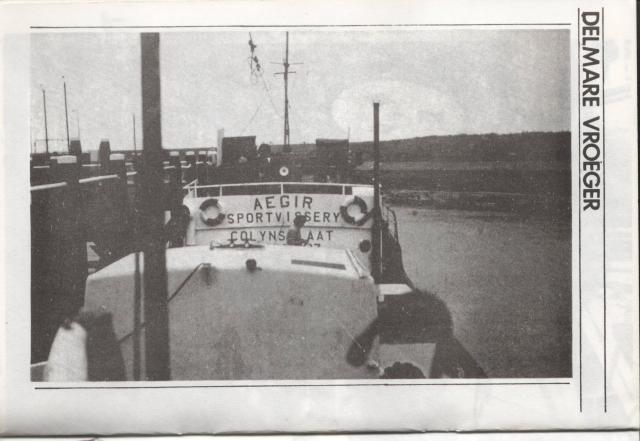 AEGIR
SPORTVISSERY
COLYNSPLAAT
DELMARE VROEGER